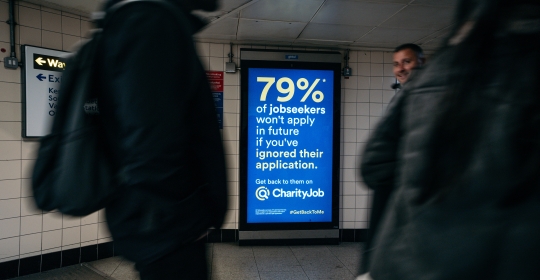 Way
Ex
79%*
of jobseekers
won't apply
in future
if you've
ignored their
application.
Get back to them on
CharityJob
#GetBackToMe